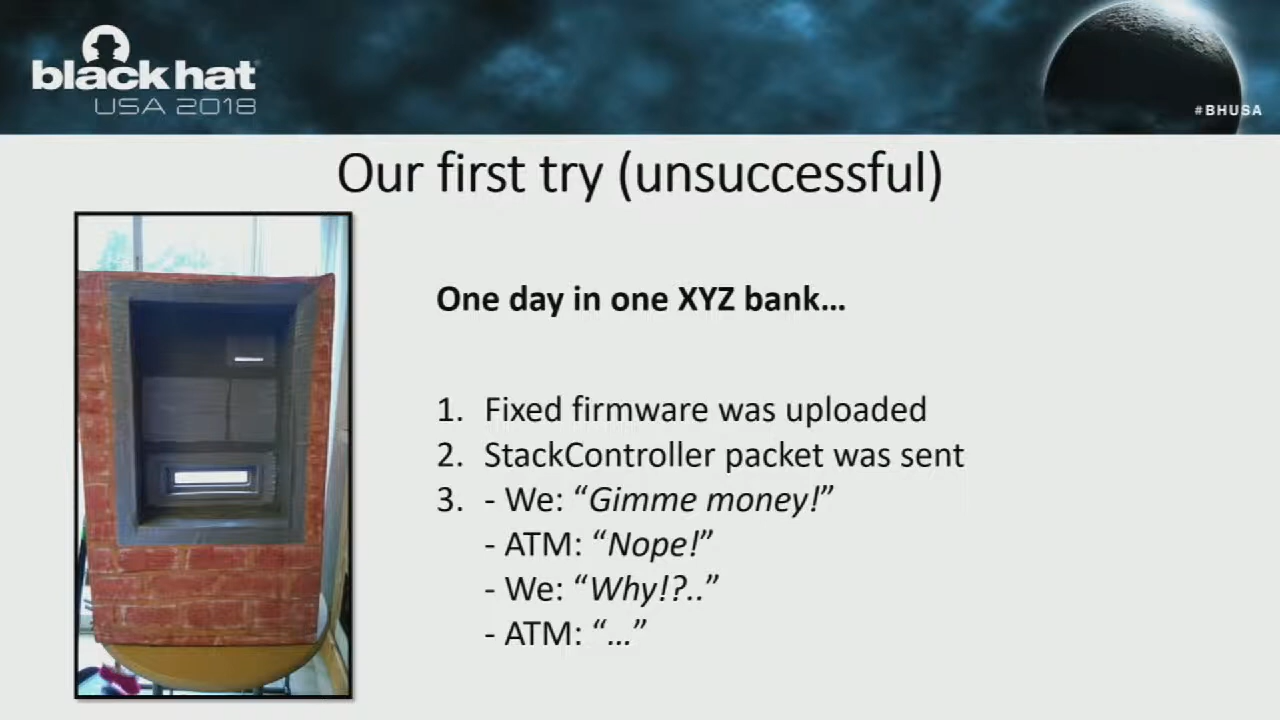 black hat
USA 2018
#BHUSA
Our first try (unsuccessful)
One day in one XYZ bank…
1. Fixed firmware was uploaded
2. StackController packet was sent
3. - We: “Gimme money!”
- ATM: “Nope!”
- We: “Why!?..”
- ATM: “…”